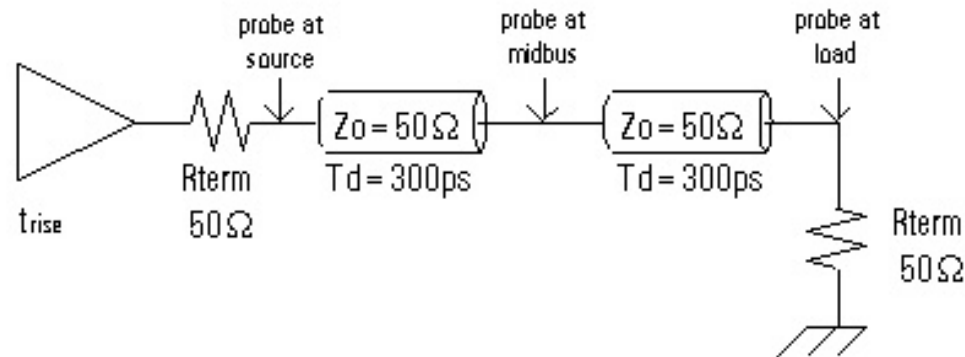 probe at
source
probe at
midbus
probe at
load
Zo = 50Ω
Zo = 50Ω
Rterm
50Ω
Td = 300ps
Td = 300ps
trise
Rterm
50Ω